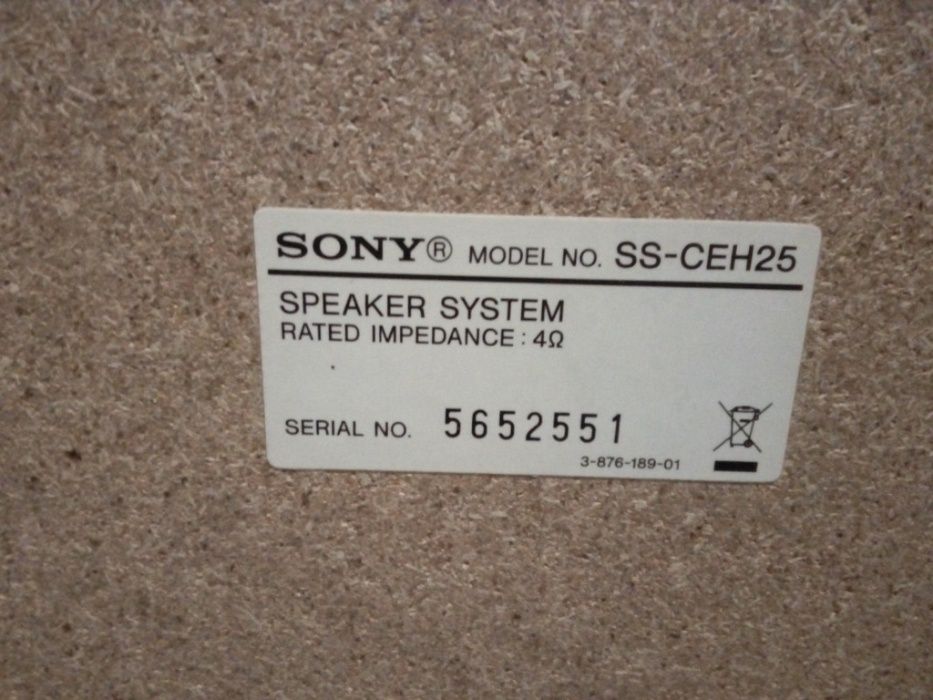 SONY® MODEL NO. SS-CEH25
SPEAKER SYSTEM
RATED IMPEDANCE : 4Ω
SERIAL NO. 5652551
3-876-189-01